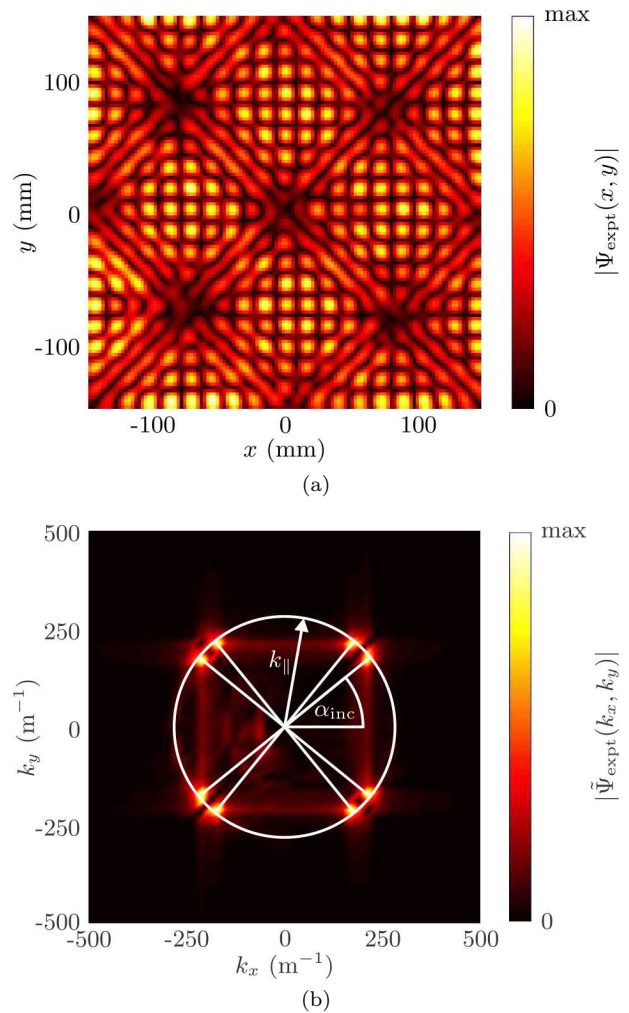 max
100
0
-100
y (mm)
-100
0
100
x (mm)
0
|Ψexpt(x, y)|
(a)
500
250
0
-250
-500
ky (m−1)
k∥
αinc
-500
-250
0
250
500
kx (m−1)
max
0
|Ψ̃expt(kx, ky)|
(b)